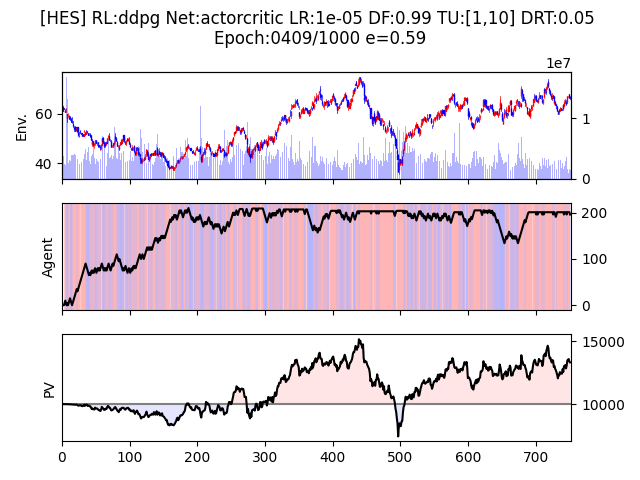 [HES] RL:ddpg Net:actorcritic LR:1e-05 DF:0.99 TU:[1,10] DRT:0.05
Epoch:0409/1000 e=0.59
1e7
Env.
60
40
1
0
Agent
200
100
0
PV
15000
10000
0 100 200 300 400 500 600 700